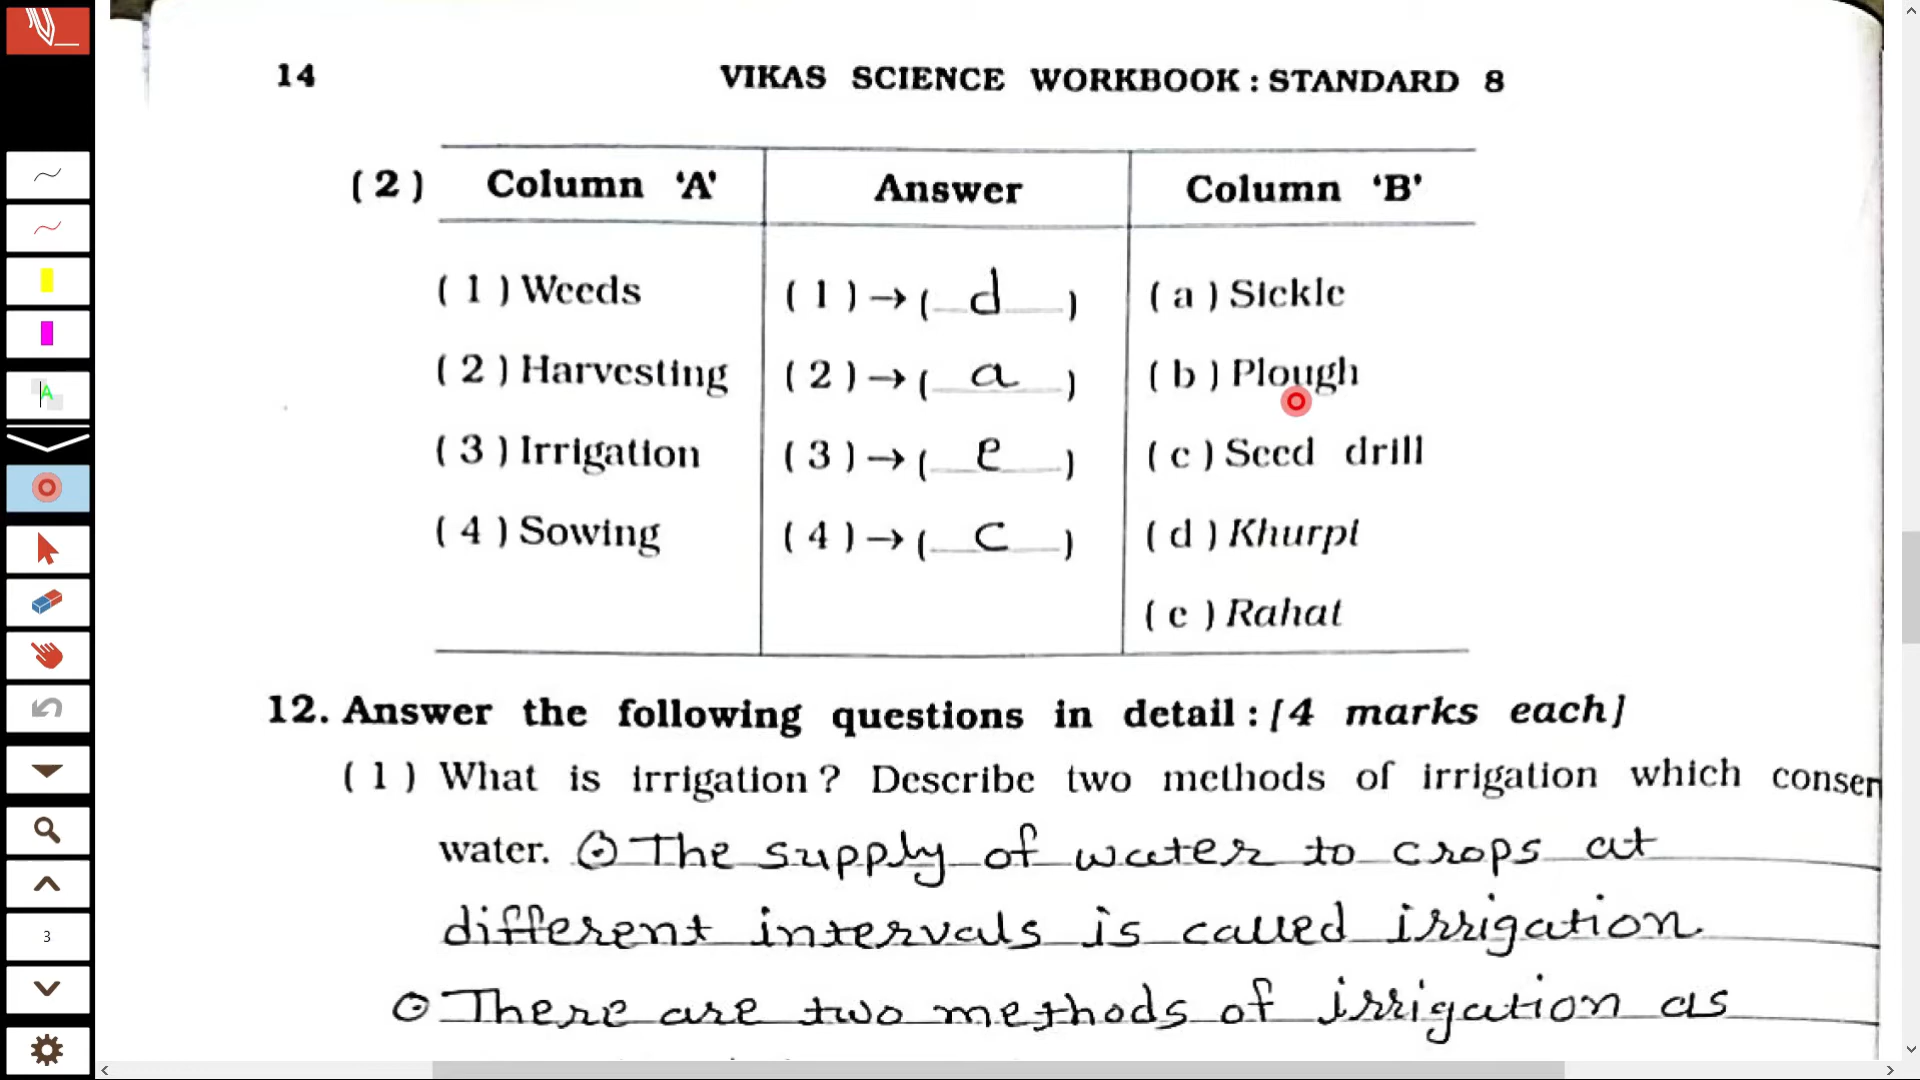 14 VIKAS SCIENCE WORKBOOK : STANDARD 8
(2) Column 'A' Answer Column 'B'
(1) Weeds (1) → (d) (a) Sickle
(2) Harvesting (2) → (a) (b) Plough
(3) Irrigation (3) → (e) (c) Seed drill
(4) Sowing (4) → (c) (d) Khurpi
(e) Rahat
12. Answer the following questions in detail : [4 marks each]
(1) What is irrigation ? Describe two methods of irrigation which conser
water. ⊙ The supply of water to crops at
different intervals is called irrigation.
⊙ There are two methods of irrigation as
A
3